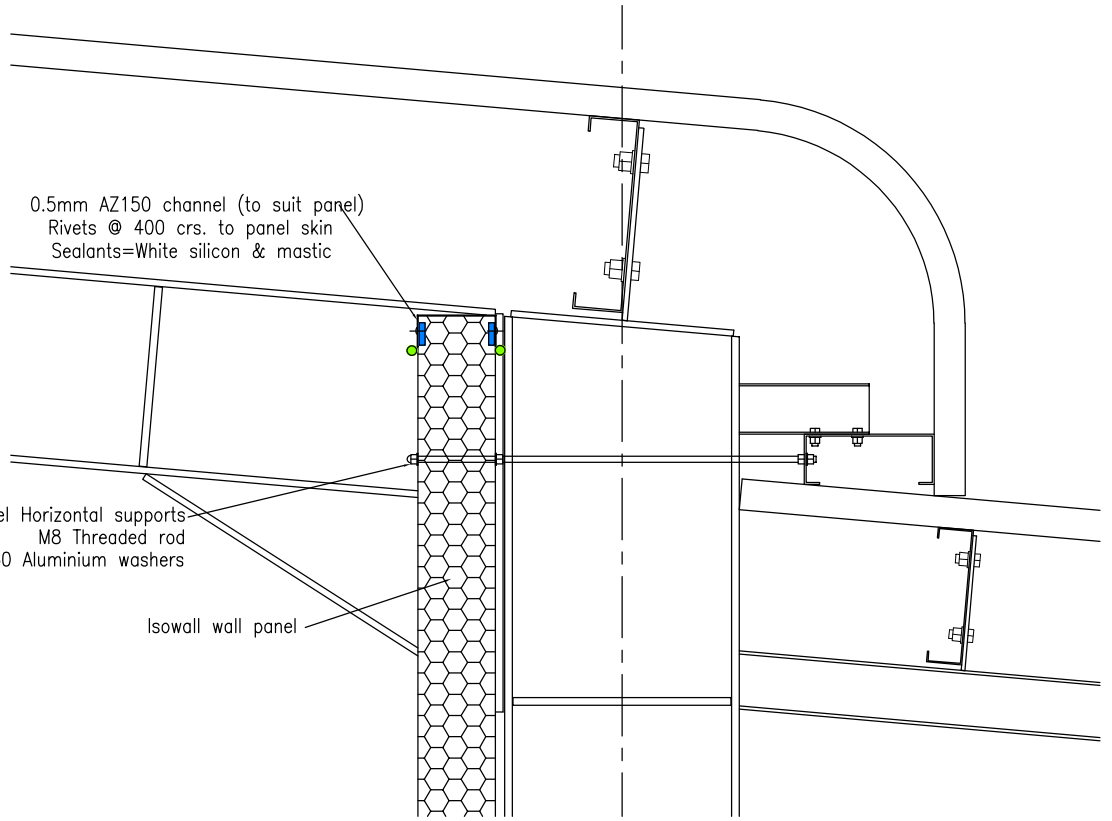 0.5mm AZ150 channel (to suit panel)
Rivets @ 400 crs. to panel skin
Sealants=White silicon & mastic
Horizontal supports
M8 Threaded rod
Aluminium washers
Isowall wall panel